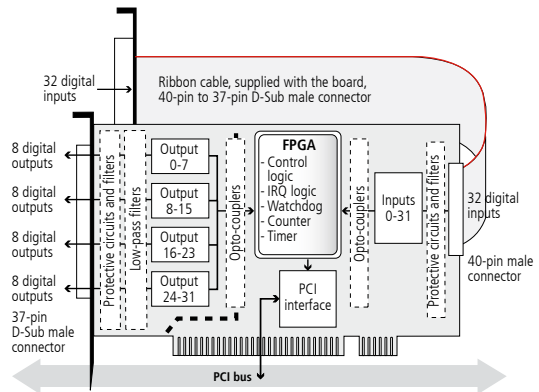 32 digital
inputs
Ribbon cable, supplied with the board,
40-pin to 37-pin D-Sub male connector
8 digital
outputs
8 digital
outputs
8 digital
outputs
8 digital
outputs
37-pin
D-Sub male
connector
Protective circuits and filters
Low-pass filters
Output
0-7
Output
8-15
Output
16-23
Output
24-31
Opto-couplers
FPGA
- Control
logic
- IRQ logic
- Watchdog
- Counter
- Timer
PCI
interface
Opto-couplers
Inputs
0-31
Protective circuits and filters
32 digital
inputs
40-pin male
connector
PCI bus